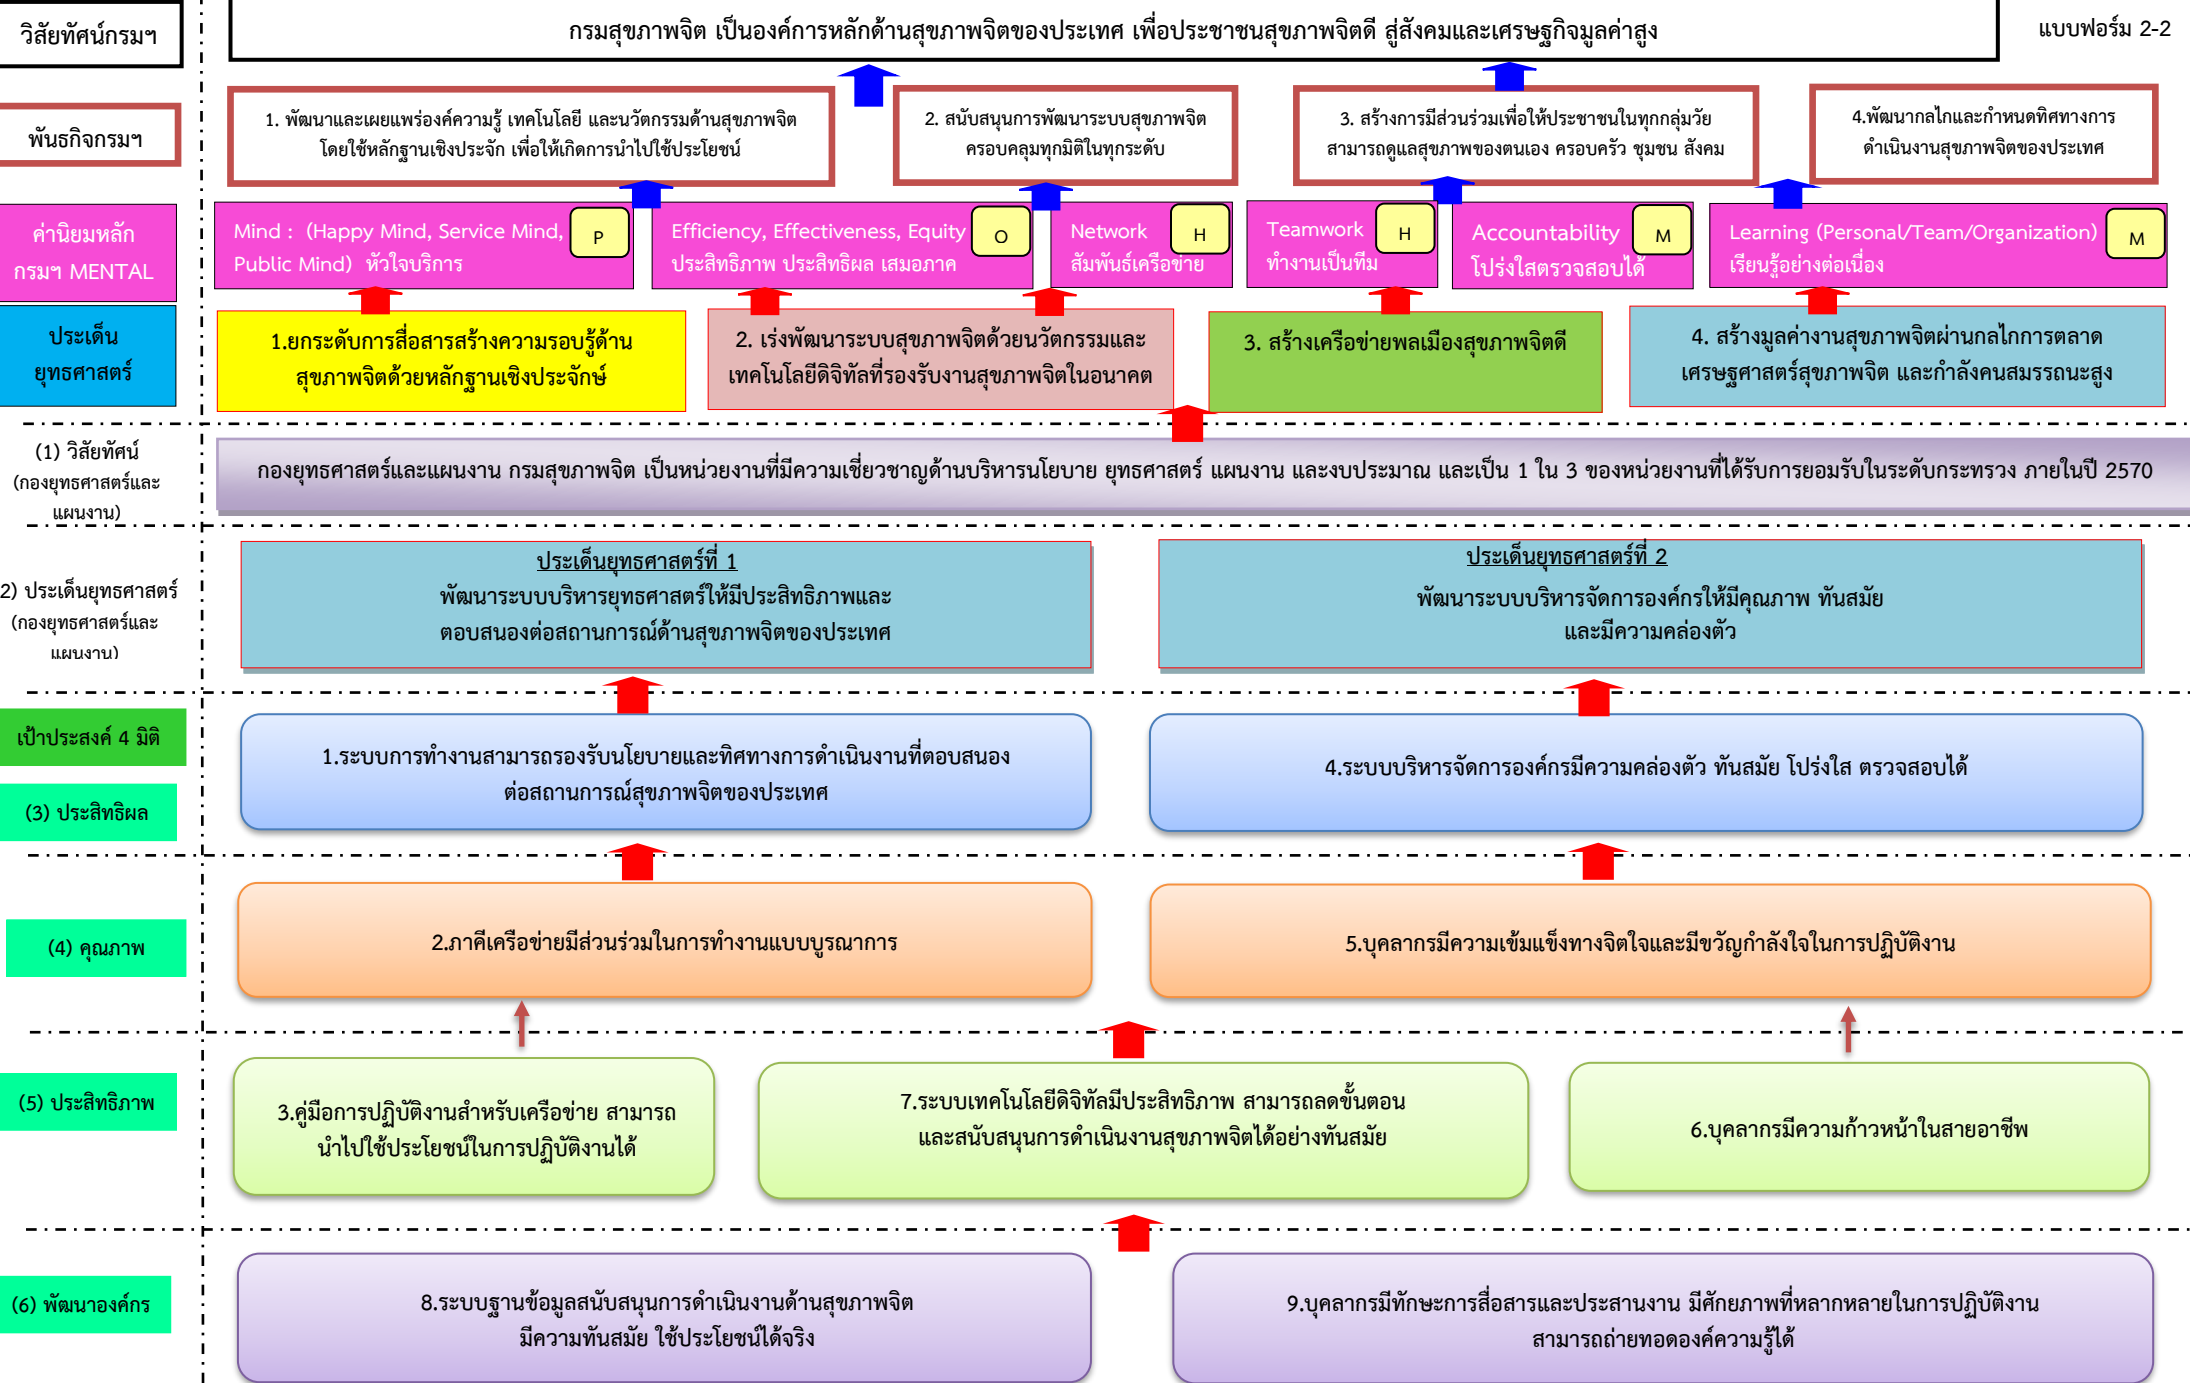 วิสัยทัศน์กรมฯ
กรมสุขภาพจิต เป็นองค์การหลักด้านสุขภาพจิตของประเทศ เพื่อประชาชนสุขภาพจิตดี สู่สังคมและเศรษฐกิจมูลค่าสูง
แบบฟอร์ม 2-2
พันธกิจกรมฯ
1. พัฒนาและเผยแพร่องค์ความรู้ เทคโนโลยี และนวัตกรรมด้านสุขภาพจิต
โดยใช้หลักฐานเชิงประจัก เพื่อให้เกิดการนำไปใช้ประโยชน์
2. สนับสนุนการพัฒนาระบบสุขภาพจิต
ครอบคลุมทุกมิติในทุกระดับ
3. สร้างการมีส่วนร่วมเพื่อให้ประชาชนในทุกกลุ่มวัย
สามารถดูแลสุขภาพของตนเอง ครอบครัว ชุมชน สังคม
4.พัฒนากลไกและกำหนดทิศทางการ
ดำเนินงานสุขภาพจิตของประเทศ
ค่านิยมหลัก
กรมฯ MENTAL
Mind : (Happy Mind, Service Mind,
Public Mind) หัวใจบริการ
P
Efficiency, Effectiveness, Equity
ประสิทธิภาพ ประสิทธิผล เสมอภาค
O
Network
สัมพันธ์เครือข่าย
H
Teamwork
ทำงานเป็นทีม
H
Accountability
โปร่งใสตรวจสอบได้
M
Learning (Personal/Team/Organization)
เรียนรู้อย่างต่อเนื่อง
M
ประเด็น
ยุทธศาสตร์
1.ยกระดับการสื่อสารสร้างความรอบรู้ด้าน
สุขภาพจิตด้วยหลักฐานเชิงประจักษ์
2. เร่งพัฒนาระบบสุขภาพจิตด้วยนวัตกรรมและ
เทคโนโลยีดิจิทัลที่รองรับงานสุขภาพจิตในอนาคต
3. สร้างเครือข่ายพลเมืองสุขภาพจิตดี
4. สร้างมูลค่างานสุขภาพจิตผ่านกลไกการตลาด
เศรษฐศาสตร์สุขภาพจิต และกำลังคนสมรรถนะสูง
(1) วิสัยทัศน์
(กองยุทธศาสตร์และ
แผนงาน)
กองยุทธศาสตร์และแผนงาน กรมสุขภาพจิต เป็นหน่วยงานที่มีความเชี่ยวชาญด้านบริหารนโยบาย ยุทธศาสตร์ แผนงาน และงบประมาณ และเป็น 1 ใน 3 ของหน่วยงานที่ได้รับการยอมรับในระดับกระทรวง ภายในปี 2570
2) ประเด็นยุทธศาสตร์
(กองยุทธศาสตร์และ
แผนงาน)
ประเด็นยุทธศาสตร์ที่ 1
พัฒนาระบบบริหารยุทธศาสตร์ให้มีประสิทธิภาพและ
ตอบสนองต่อสถานการณ์ด้านสุขภาพจิตของประเทศ
ประเด็นยุทธศาสตร์ที่ 2
พัฒนาระบบบริหารจัดการองค์กรให้มีคุณภาพ ทันสมัย
และมีความคล่องตัว
เป้าประสงค์ 4 มิติ
(3) ประสิทธิผล
1.ระบบการทำงานสามารถรองรับนโยบายและทิศทางการดำเนินงานที่ตอบสนอง
ต่อสถานการณ์สุขภาพจิตของประเทศ
4.ระบบบริหารจัดการองค์กรมีความคล่องตัว ทันสมัย โปร่งใส ตรวจสอบได้
(4) คุณภาพ
2.ภาคีเครือข่ายมีส่วนร่วมในการทำงานแบบบูรณาการ
5.บุคลากรมีความเข้มแข็งทางจิตใจและมีขวัญกำลังใจในการปฏิบัติงาน
(5) ประสิทธิภาพ
3.คู่มือการปฏิบัติงานสำหรับเครือข่าย สามารถ
นำไปใช้ประโยชน์ในการปฏิบัติงานได้
7.ระบบเทคโนโลยีดิจิทัลมีประสิทธิภาพ สามารถลดขั้นตอน
และสนับสนุนการดำเนินงานสุขภาพจิตได้อย่างทันสมัย
6.บุคลากรมีความก้าวหน้าในสายอาชีพ
(6) พัฒนาองค์กร
8.ระบบฐานข้อมูลสนับสนุนการดำเนินงานด้านสุขภาพจิต
มีความทันสมัย ใช้ประโยชน์ได้จริง
9.บุคลากรมีทักษะการสื่อสารและประสานงาน มีศักยภาพที่หลากหลายในการปฏิบัติงาน
สามารถถ่ายทอดองค์ความรู้ได้